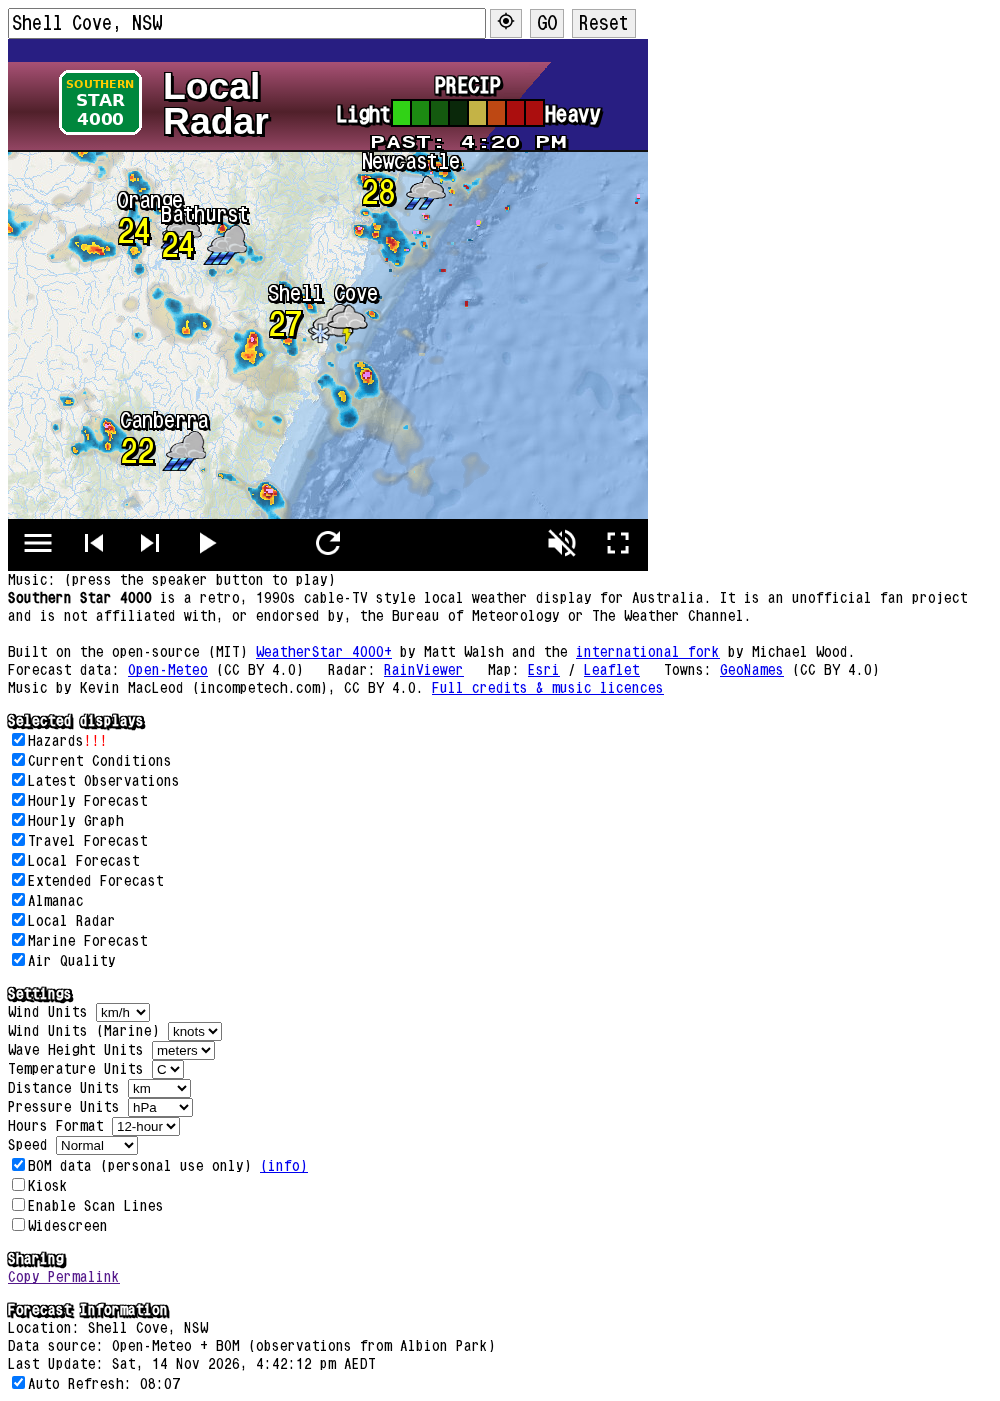 Shell Cove, NSW
GO
Reset
SOUTHERN
STAR
4000
Local
Radar
PRECIP
Light
Heavy
PAST: 4:20 PM
Newcastle
28
Orange
24
Bathurst
24
Shell Cove
27
Canberra
22
Music: (press the speaker button to play)
Southern Star 4000 is a retro, 1990s cable-TV style local weather display for Australia. It is an unofficial fan project
and is not affiliated with, or endorsed by, the Bureau of Meteorology or The Weather Channel.
Built on the open-source (MIT) WeatherStar 4000+ by Matt Walsh and the international fork by Michael Wood.
Forecast data: Open-Meteo (CC BY 4.0) Radar: RainViewer Map: Esri / Leaflet Towns: GeoNames (CC BY 4.0)
Music by Kevin MacLeod (incompetech.com), CC BY 4.0. Full credits & music licences
Selected displays
Hazards!!!
Current Conditions
Latest Observations
Hourly Forecast
Hourly Graph
Travel Forecast
Local Forecast
Extended Forecast
Almanac
Local Radar
Marine Forecast
Air Quality
Settings
Wind Units km/h
Wind Units (Marine) knots
Wave Height Units meters
Temperature Units C
Distance Units km
Pressure Units hPa
Hours Format 12-hour
Speed Normal
BOM data (personal use only) (info)
Kiosk
Enable Scan Lines
Widescreen
Sharing
Copy Permalink
Forecast Information
Location: Shell Cove, NSW
Data source: Open-Meteo + BOM (observations from Albion Park)
Last Update: Sat, 14 Nov 2026, 4:42:12 pm AEDT
Auto Refresh: 08:07